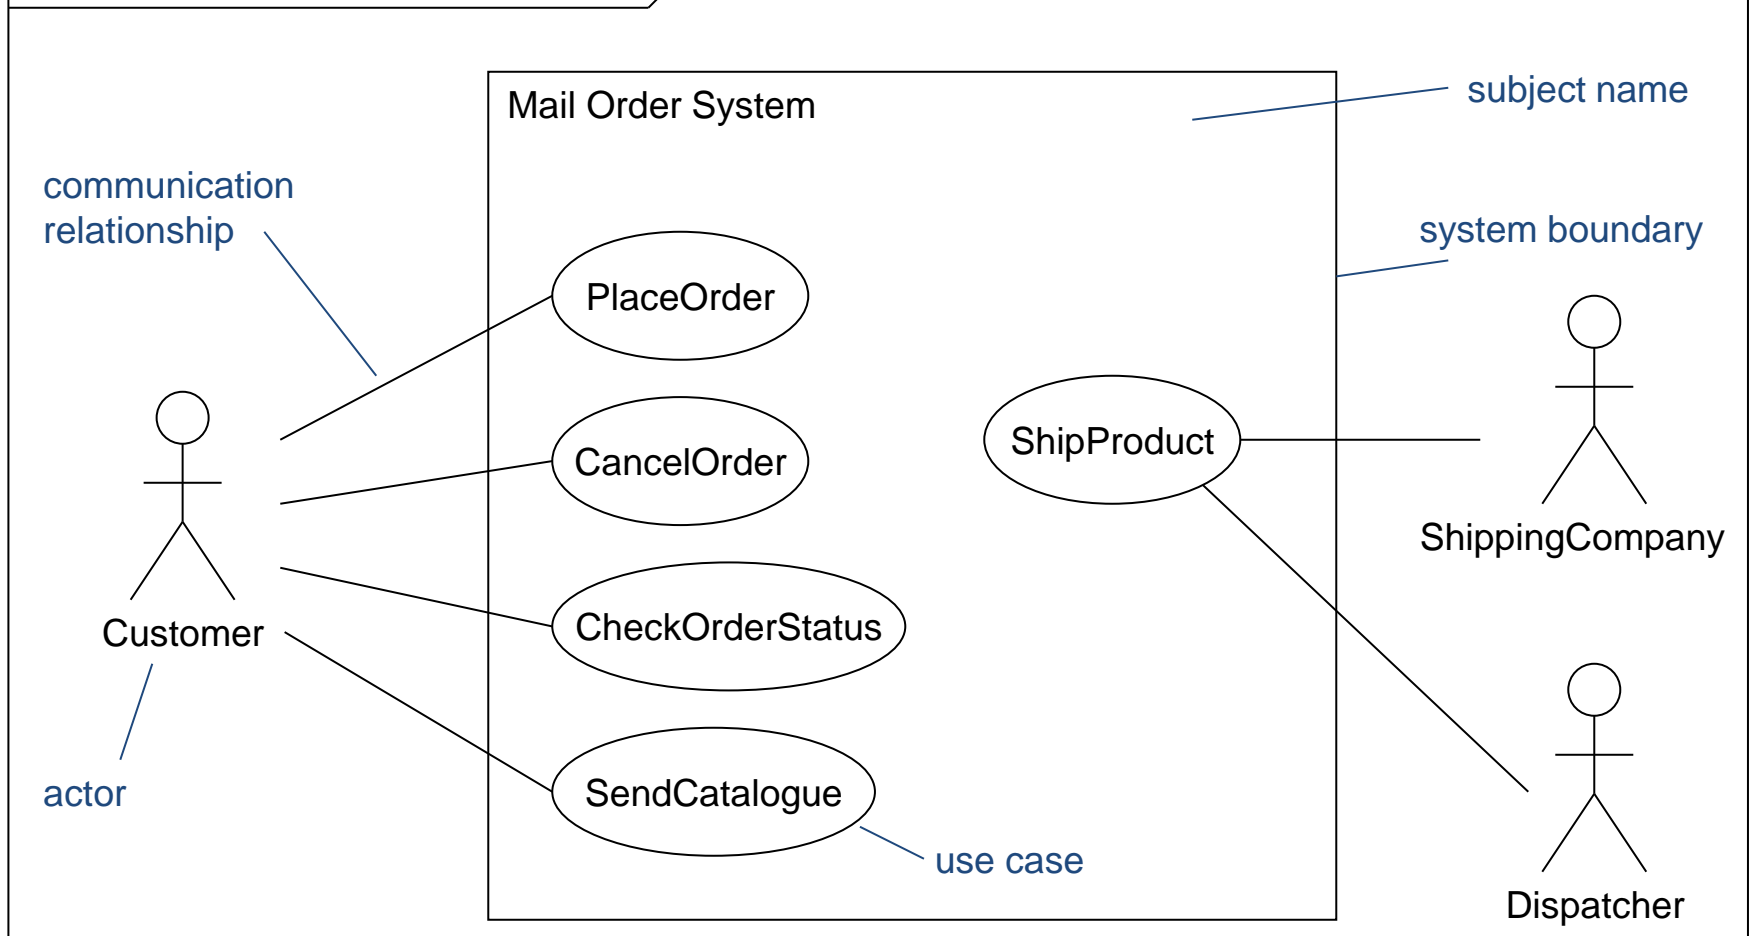 Mail Order System
subject name
communication
relationship
system boundary
PlaceOrder
CancelOrder
ShipProduct
ShippingCompany
CheckOrderStatus
Customer
SendCatalogue
actor
use case
Dispatcher